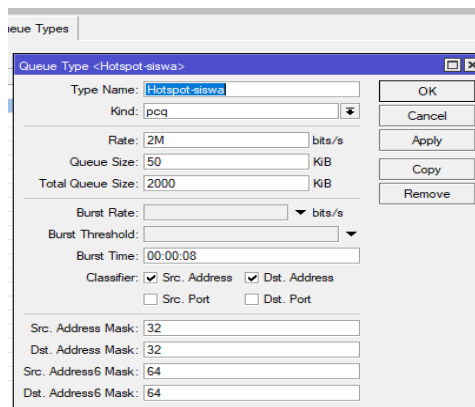 eue Types
Queue Type <Hotspot-siswa>
Type Name: Hotspot-siswa
OK
Kind: pcq
Cancel
Rate: 2M bits/s
Apply
Queue Size: 50 KiB
Copy
Total Queue Size: 2000 KiB
Remove
Burst Rate: bits/s
Burst Threshold:
Burst Time: 00:00:08
Classifier: Src. Address Dst. Address
Src. Port Dst. Port
Src. Address Mask: 32
Dst. Address Mask: 32
Src. Address6 Mask: 64
Dst. Address6 Mask: 64